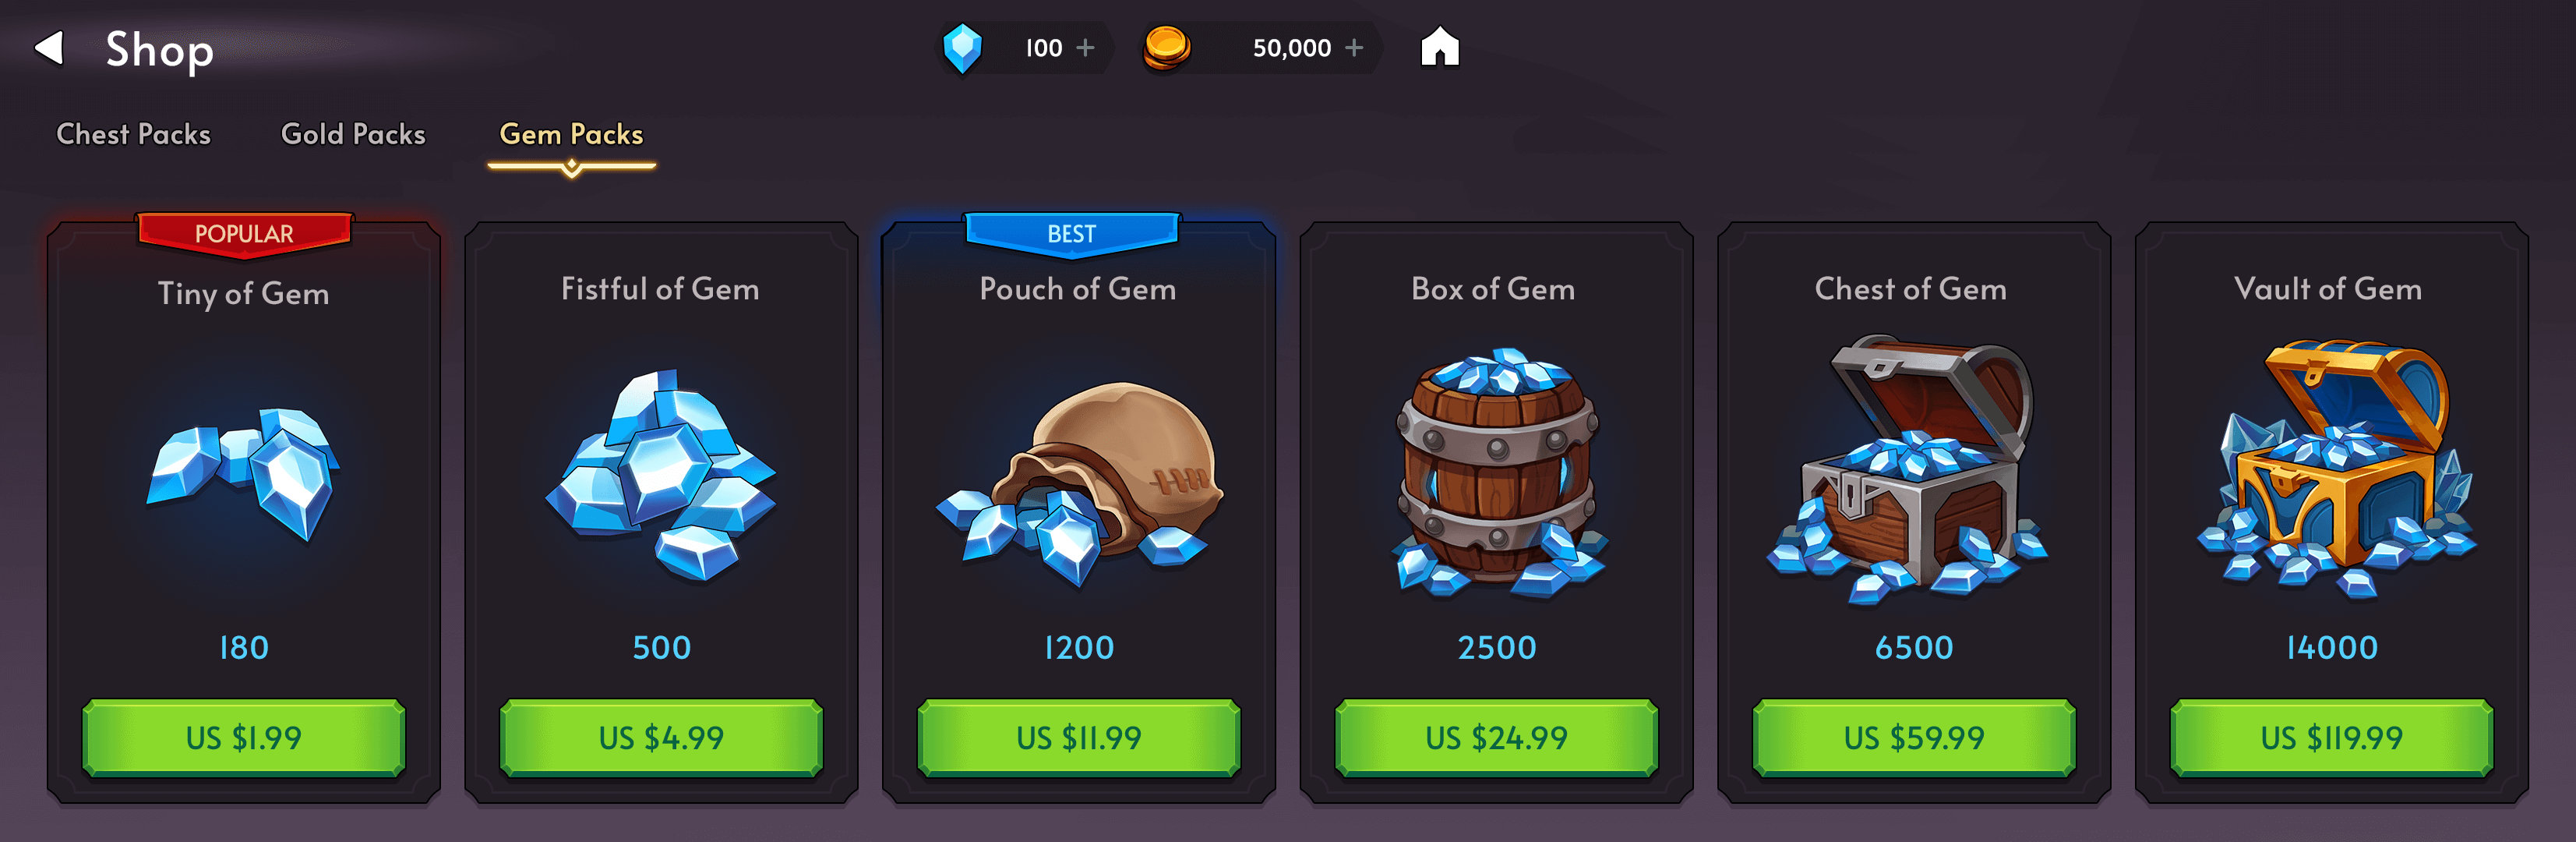 Shop
100 +
50,000 +
Chest Packs
Gold Packs
Gem Packs
POPULAR
Tiny of Gem
180
US $1.99
Fistful of Gem
500
US $4.99
BEST
Pouch of Gem
1200
US $11.99
Box of Gem
2500
US $24.99
Chest of Gem
6500
US $59.99
Vault of Gem
14000
US $119.99